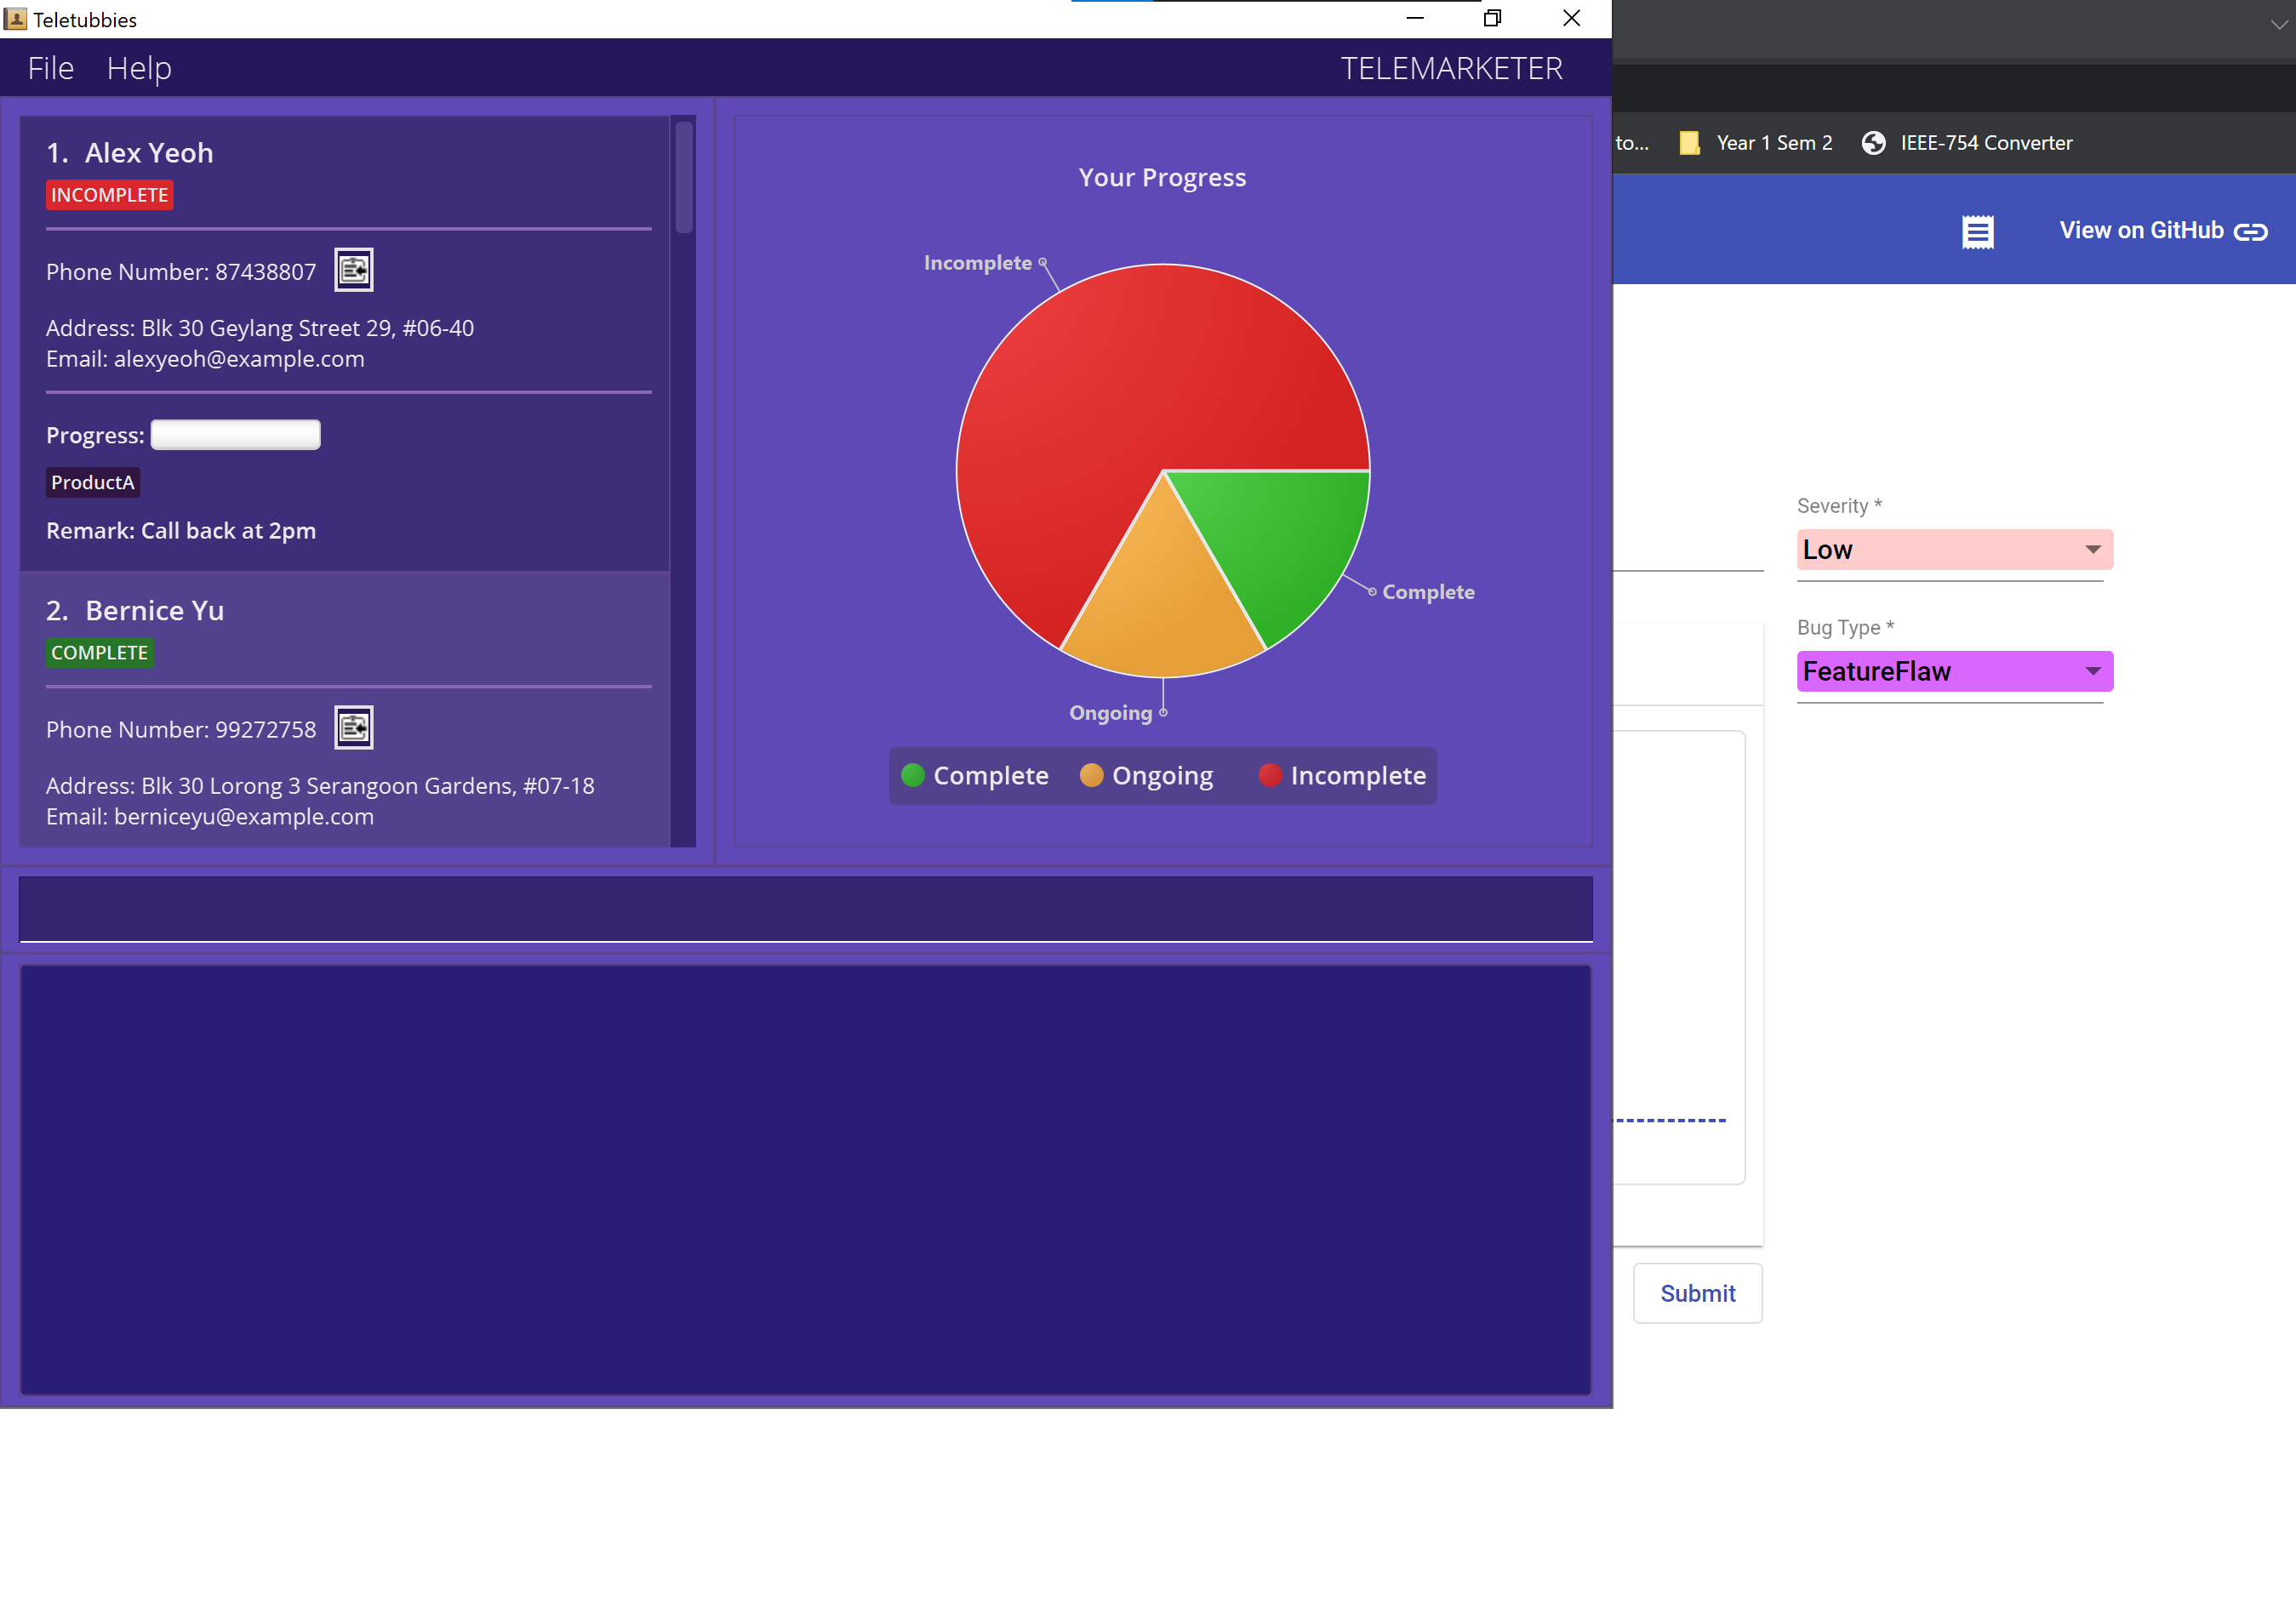 Teletubbies
File Help TELEMARKETER
1. Alex Yeoh
INCOMPLETE
Phone Number: 87438807
Address: Blk 30 Geylang Street 29, #06-40
Email: alexyeoh@example.com
Progress:
ProductA
Remark: Call back at 2pm
2. Bernice Yu
COMPLETE
Phone Number: 99272758
Address: Blk 30 Lorong 3 Serangoon Gardens, #07-18
Email: berniceyu@example.com
Your Progress
Incomplete
Complete
Ongoing
Complete Ongoing Incomplete
to... Year 1 Sem 2 IEEE-754 Converter
View on GitHub
Severity *
Low
Bug Type *
FeatureFlaw
Submit